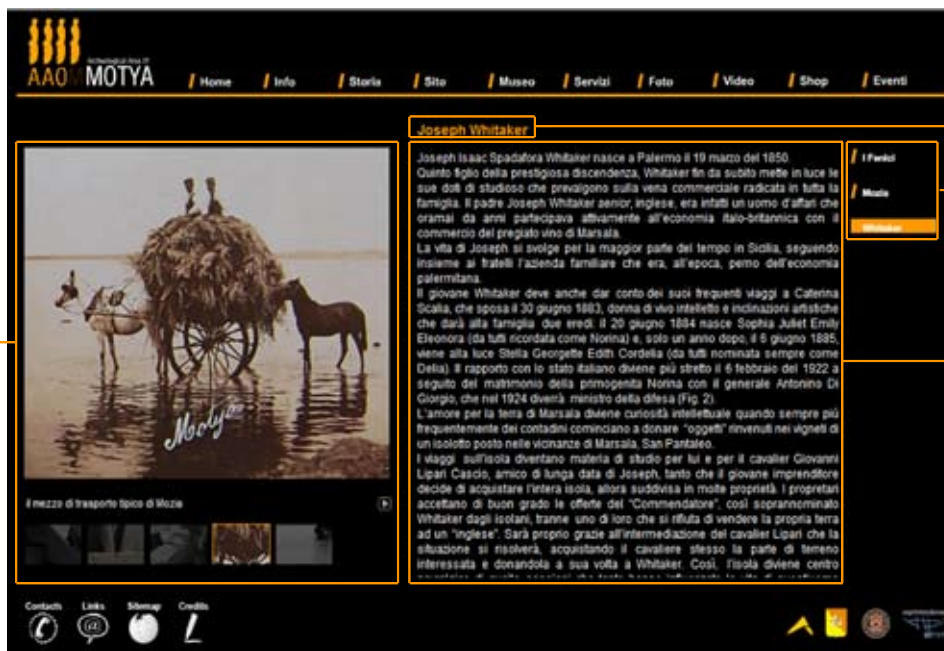 Archaeological Area Of
AAOMOTYA
Home
Info
Storia
Sito
Museo
Servizi
Foto
Video
Shop
Eventi
Joseph Whitaker
Joseph Isaac Spadafora Whitaker nasce a Palermo il 19 marzo del 1850.
Quinto figlio della prestigiosa discendenza, Whitaker fin da subito mette in luce le
sue doti di studioso che prevalgono sulla vena commerciale radicata in tutta la
famiglia. Il padre Joseph Whitaker senior, inglese, era infatti un uomo d'affari che
oramai da anni partecipava attivamente all'economia italo-britannica con il
commercio del pregiato vino di Marsala.
La vita di Joseph si svolge per la maggior parte del tempo in Sicilia, seguendo
insieme ai fratelli l'azienda familiare che era, all'epoca, perno dell'economia
palermitana.
Il giovane Whitaker deve anche dar conto dei suoi frequenti viaggi a Caterina
Scalia, che sposa il 30 giugno 1883, donna di vivo intelletto e inclinazioni artistiche
che darà alla famiglia due eredi: il 20 giugno 1884 nasce Sophia Juliet Emily
Eleonora (da tutti ricordata come Norina) e, solo un anno dopo, il 6 giugno 1885,
viene alla luce Stella Georgette Edith Cordelia (da tutti nominata sempre come
Delia). Il rapporto con lo stato italiano diviene più stretto il 6 febbraio del 1922 a
seguito del matrimonio della primogenita Norina con il generale Antonino Di
Giorgio, che nel 1924 diverrà ministro della difesa (Fig. 2).
L'amore per la terra di Marsala diviene curiosità intellettuale quando sempre più
frequentemente dei contadini cominciano a donare "oggetti" rinvenuti nei vigneti di
un isolotto posto nelle vicinanze di Marsala, San Pantaleo.
I viaggi sull'isola diventano materia di studio per lui e per il cavalier Giovanni
Lipari Cascio, amico di lunga data di Joseph, tanto che il giovane imprenditore
decide di acquistare l'intera isola, allora suddivisa in molte proprietà. I propretari
accettano di buon grado le offerte del "Commendatore", così soprannominato
Whitaker dagli isolani, tranne uno di loro che si rifiuta di vendere la propria terra
ad un "inglese". Sarà proprio grazie all'intermediazione del cavalier Lipari che la
situazione si risolverà, acquistando il cavaliere stesso la parte di terreno
interessata e donandola a sua volta a Whitaker. Così, l'isola diviene centro
I Fenici
Mozia
Whitaker
Motya
il mezzo di trasporto tipico di Mozia
Contacts
Links
Sitemap
Credits